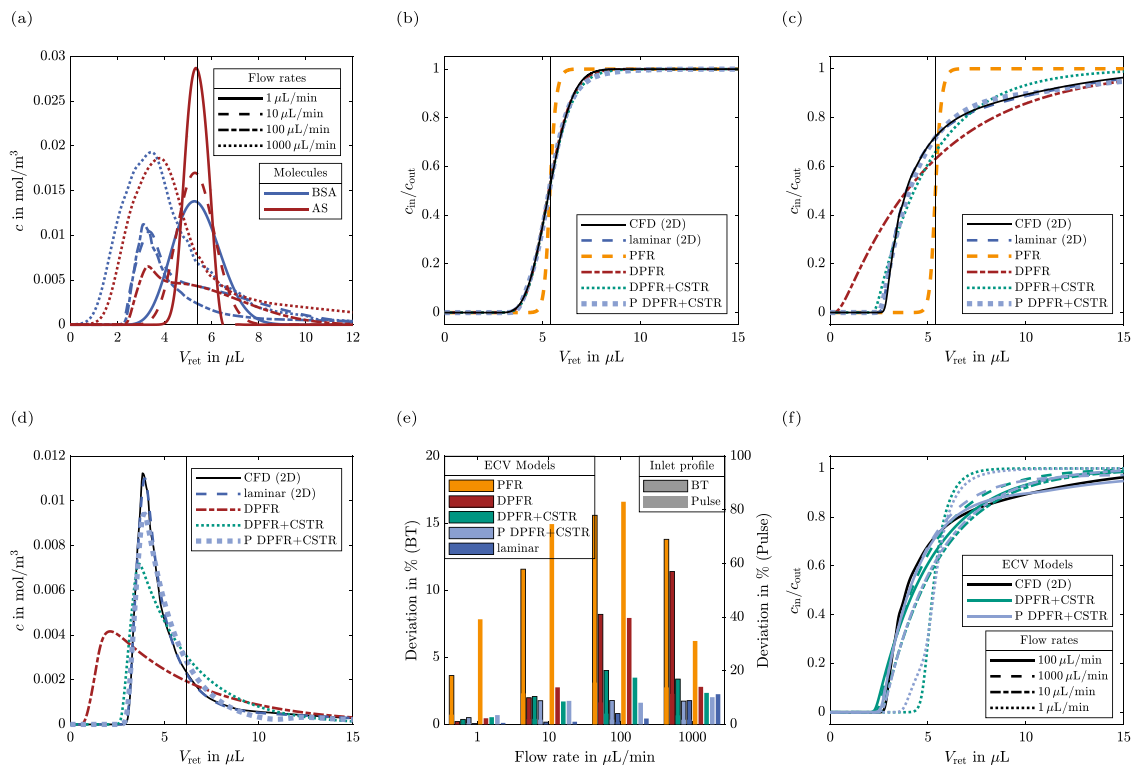 (a)
0.03
0.025
0.02
0.015
0.01
0.005
0
c in mol/m³
Flow rates
1 µL/min
10 µL/min
100 µL/min
1000 µL/min
Molecules
BSA
AS
0 2 4 6 8 10 12
V_ret in µL
(b)
1
0.8
0.6
0.4
0.2
0
c_in/c_out
CFD (2D)
laminar (2D)
PFR
DPFR
DPFR+CSTR
P DPFR+CSTR
0 5 10 15
V_ret in µL
(c)
1
0.8
0.6
0.4
0.2
0
c_in/c_out
CFD (2D)
laminar (2D)
PFR
DPFR
DPFR+CSTR
P DPFR+CSTR
0 5 10 15
V_ret in µL
(d)
0.012
0.01
0.008
0.006
0.004
0.002
0
c in mol/m³
CFD (2D)
laminar (2D)
DPFR
DPFR+CSTR
P DPFR+CSTR
0 5 10 15
V_ret in µL
(e)
20
15
10
5
0
Deviation in % (BT)
ECV Models
PFR
DPFR
DPFR+CSTR
P DPFR+CSTR
laminar
Inlet profile
BT
Pulse
100
80
60
40
20
0
Deviation in % (Pulse)
1 10 100 1000
Flow rate in µL/min
(f)
1
0.8
0.6
0.4
0.2
0
c_in/c_out
ECV Models
CFD (2D)
DPFR+CSTR
P DPFR+CSTR
Flow rates
100 µL/min
1000 µL/min
10 µL/min
1 µL/min
0 5 10 15
V_ret in µL